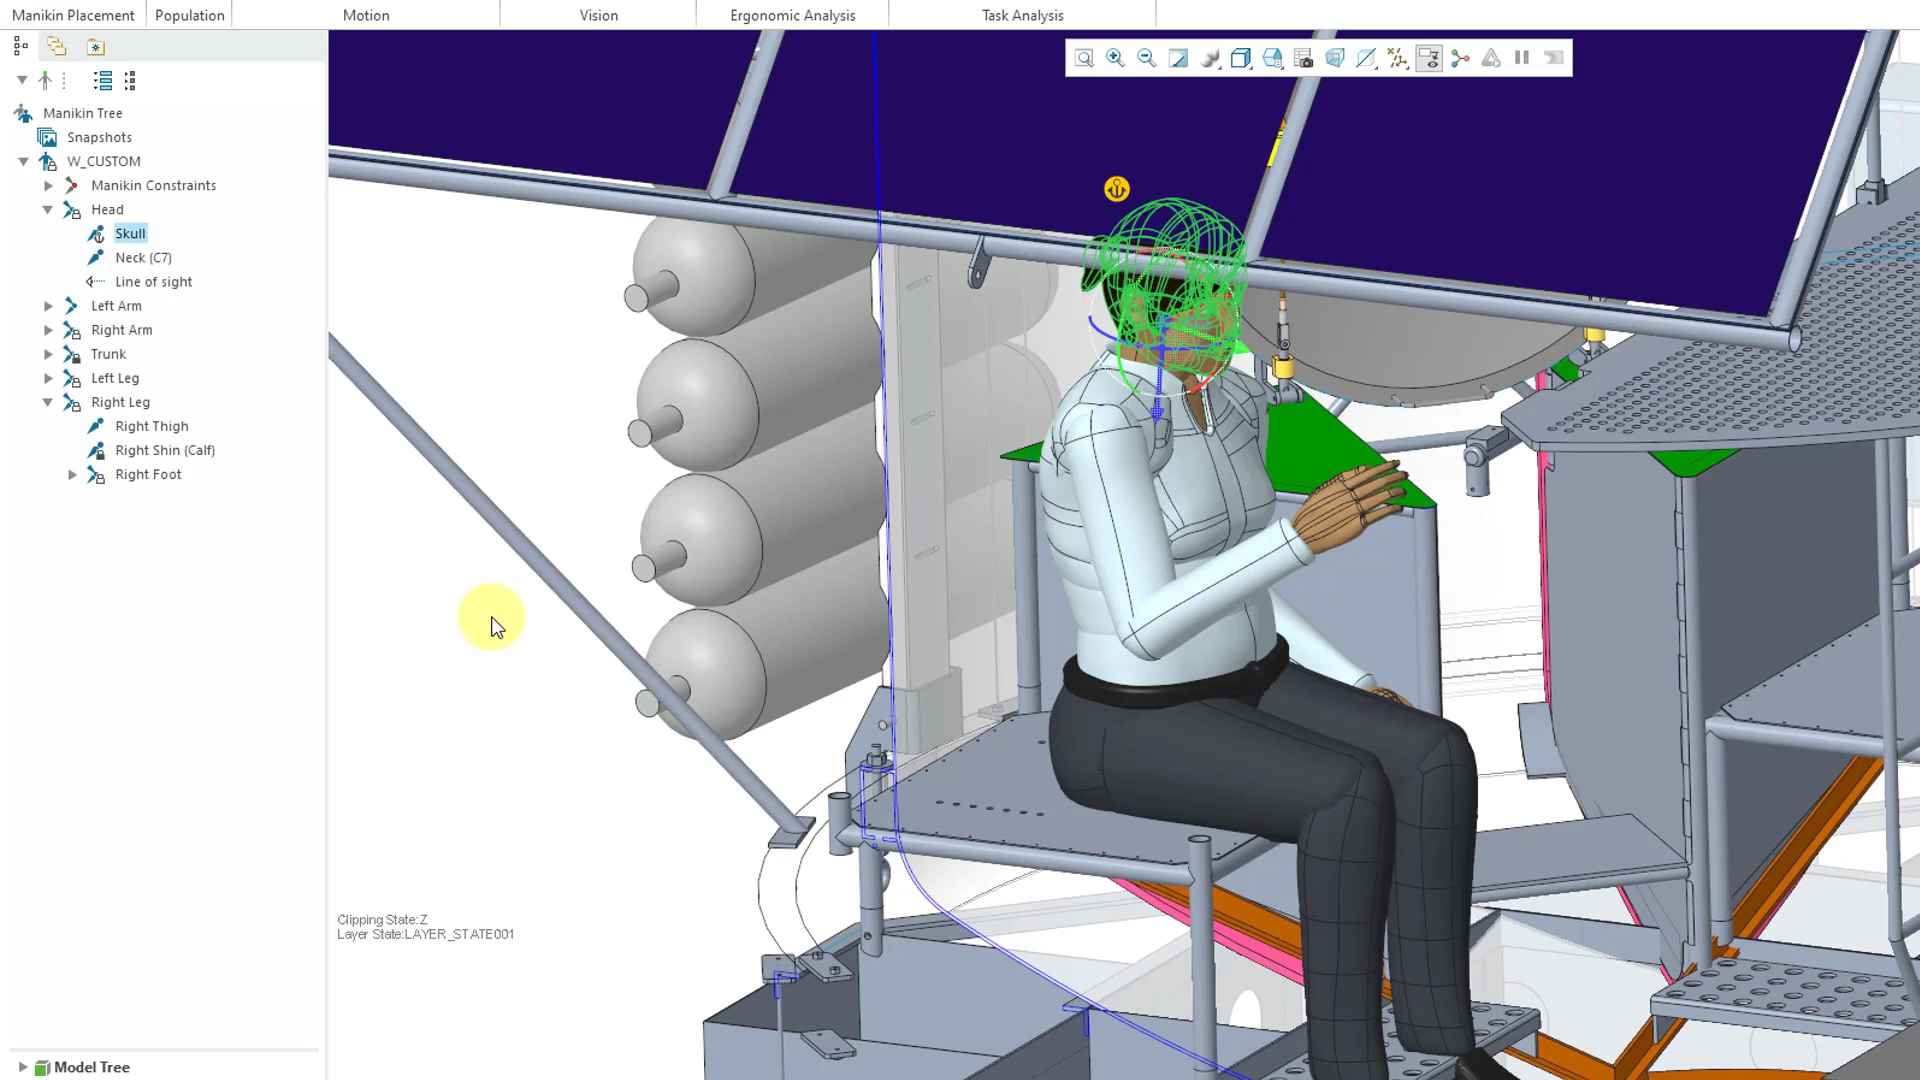 Manikin Placement
Population
Motion
Vision
Ergonomic Analysis
Task Analysis
Manikin Tree
Snapshots
W_CUSTOM
Manikin Constraints
Head
Skull
Neck (C7)
Line of sight
Left Arm
Right Arm
Trunk
Left Leg
Right Leg
Right Thigh
Right Shin (Calf)
Right Foot
Clipping State:Z
Layer State:LAYER_STATE001
Model Tree